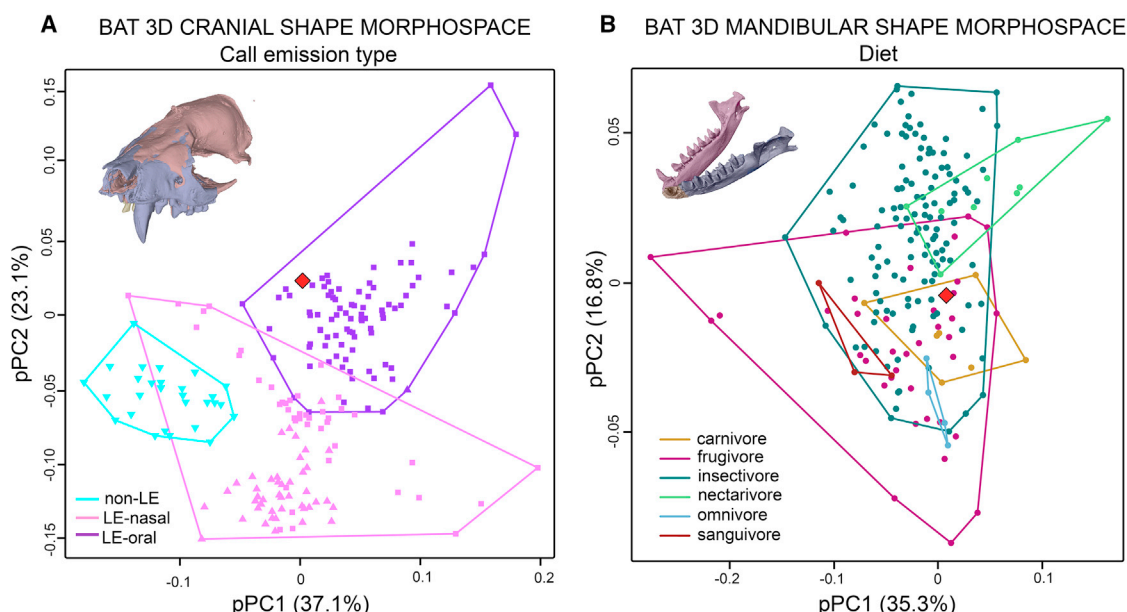 A
BAT 3D CRANIAL SHAPE MORPHOSPACE
Call emission type
0.15
0.10
0.05
0
-0.05
-0.10
-0.15
pPC2 (23.1%)
non-LE
LE-nasal
LE-oral
-0.1
0
0.1
0.2
pPC1 (37.1%)
B
BAT 3D MANDIBULAR SHAPE MORPHOSPACE
Diet
0.05
0
-0.05
pPC2 (16.8%)
carnivore
frugivore
insectivore
nectarivore
omnivore
sanguivore
-0.2
-0.1
0
0.1
pPC1 (35.3%)